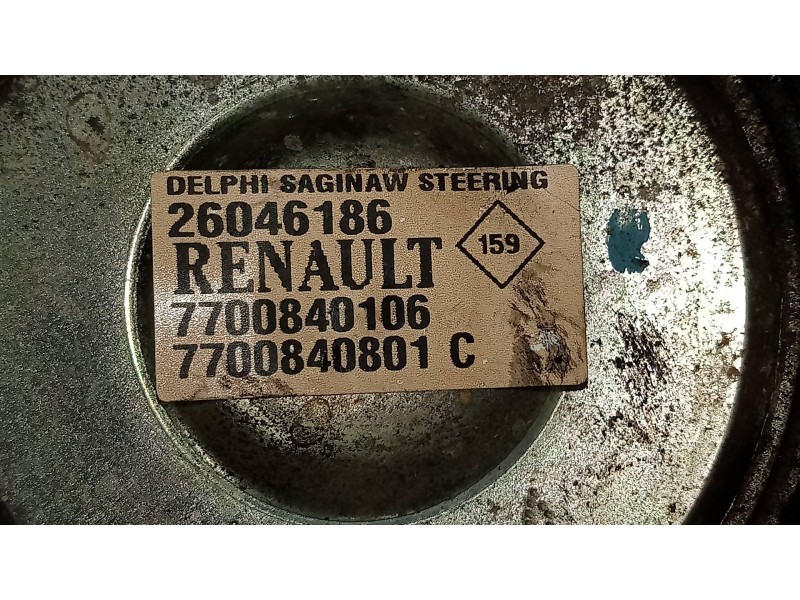 DELPHI SAGINAW STEERING
26046186
159
RENAULT
7700840106
7700840801 C